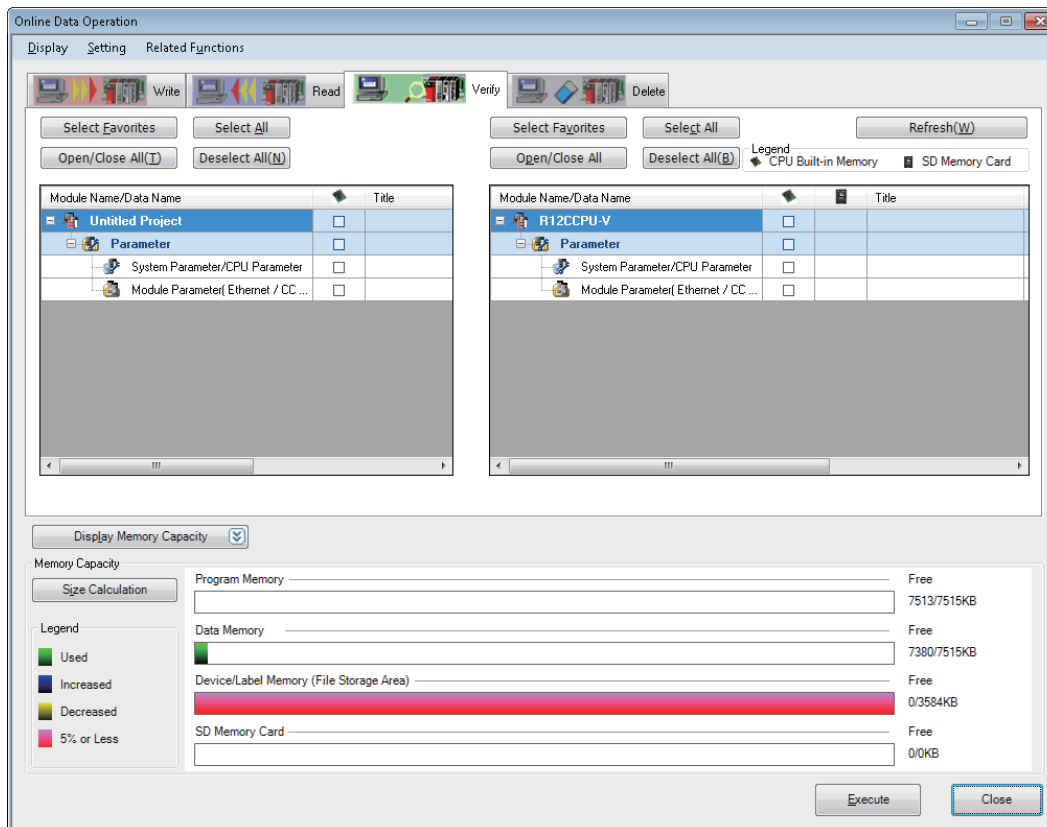 Online Data Operation
Display Setting Related Functions
Write Read Verify Delete
Select Favorites Select All Select Favorites Select All Refresh(W)
Open/Close All(T) Deselect All(N) Open/Close All Deselect All(B)
Legend
CPU Built-in Memory SD Memory Card
Module Name/Data Name Title Module Name/Data Name Title
Untitled Project R12CCPU-V
Parameter Parameter
System Parameter/CPU Parameter System Parameter/CPU Parameter
Module Parameter( Ethernet / CC ... Module Parameter( Ethernet / CC ...
Display Memory Capacity
Memory Capacity
Size Calculation
Program Memory Free
7513/7515KB
Legend
Data Memory Free
Used
7380/7515KB
Increased
Device/Label Memory (File Storage Area) Free
Decreased
0/3584KB
5% or Less
SD Memory Card Free
0/0KB
Execute Close